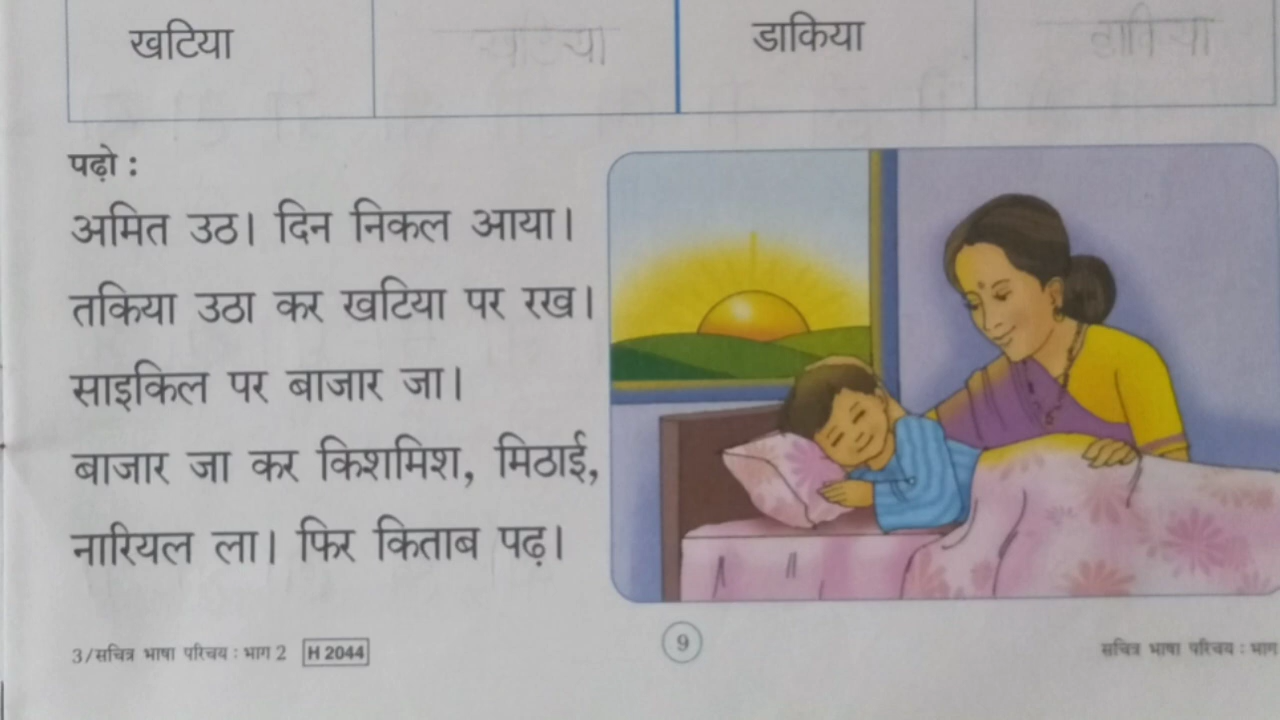 खटिया खटिया डाकिया डाकिया
पढ़ो :
अमित उठ। दिन निकल आया।
तकिया उठा कर खटिया पर रख।
साइकिल पर बाजार जा।
बाजार जा कर किशमिश, मिठाई,
नारियल ला। फिर किताब पढ़।
3/सचित्र भाषा परिचय : भाग 2 H 2044 9 सचित्र भाषा परिचय : भाग